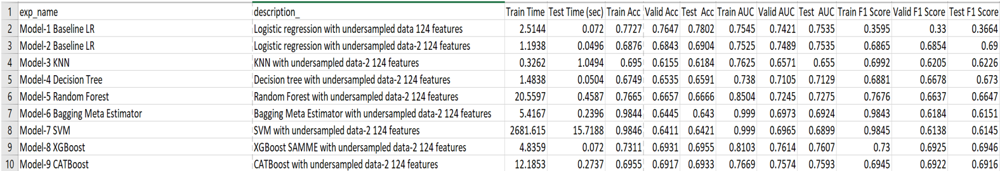 1 exp_name description_ Train Time Test Time (sec) Train Acc Valid Acc Test Acc Train AUC Valid AUC Test AUC Train F1 Score Valid F1 Score Test F1 Score
2 Model-1 Baseline LR Logistic regression with undersampled data 124 features 2.5144 0.072 0.7727 0.7647 0.7802 0.7545 0.7421 0.7535 0.3595 0.33 0.3664
3 Model-2 Baseline LR Logistic regression with undersampled data-2 124 features 1.1938 0.0496 0.6876 0.6843 0.6904 0.7525 0.7489 0.7535 0.6865 0.6854 0.69
4 Model-3 KNN KNN with undersampled data-2 124 features 0.3262 1.0494 0.695 0.6155 0.6184 0.7625 0.6571 0.655 0.6992 0.6205 0.6226
5 Model-4 Decision Tree Decision tree with undersampled data-2 124 features 1.4838 0.0504 0.6749 0.6535 0.6591 0.738 0.7105 0.7129 0.6881 0.6678 0.673
6 Model-5 Random Forest Random Forest with undersampled data-2 124 features 20.5597 0.4587 0.7665 0.6657 0.6666 0.8504 0.7245 0.7275 0.7676 0.6637 0.6647
7 Model-6 Bagging Meta Estimator Bagging Meta Estimator with undersampled data-2 124 features 5.4167 0.2396 0.9844 0.6445 0.643 0.999 0.6973 0.6924 0.9843 0.6184 0.6151
8 Model-7 SVM SVM with undersampled data-2 124 features 2681.615 15.7188 0.9846 0.6411 0.6421 0.999 0.6965 0.6899 0.9845 0.6138 0.6145
9 Model-8 XGBoost XGBoost SAMME with undersampled data-2 124 features 4.8359 0.072 0.7311 0.6931 0.6955 0.8103 0.7614 0.7607 0.73 0.6925 0.6946
10 Model-9 CATBoost CATBoost with undersampled data-2 124 features 12.1853 0.2737 0.6955 0.6917 0.6933 0.7669 0.7574 0.7593 0.6945 0.6922 0.6916